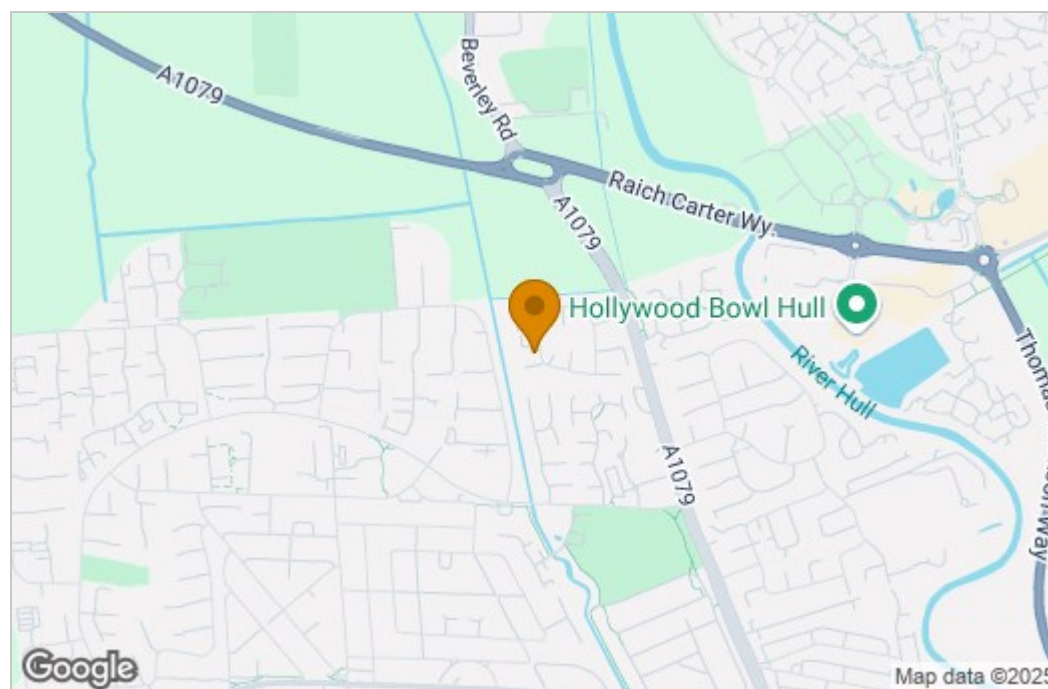 A1079
Beverley Rd
Raich Carter Wy.
A1079
Hollywood Bowl Hull
River Hull
A1079
Google
Map data ©2025